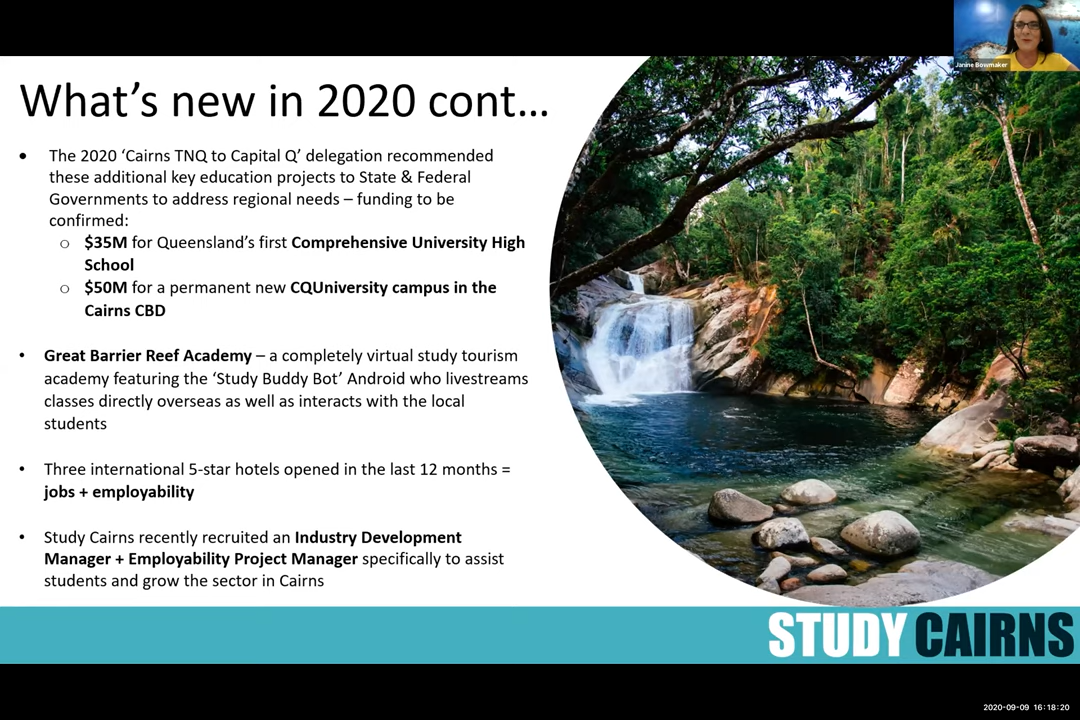 Janine Bowmaker
What’s new in 2020 cont…
• The 2020 ‘Cairns TNQ to Capital Q’ delegation recommended
these additional key education projects to State & Federal
Governments to address regional needs – funding to be
confirmed:
o $35M for Queensland’s first Comprehensive University High
School
o $50M for a permanent new CQUniversity campus in the
Cairns CBD
• Great Barrier Reef Academy – a completely virtual study tourism
academy featuring the ‘Study Buddy Bot’ Android who livestreams
classes directly overseas as well as interacts with the local
students
• Three international 5-star hotels opened in the last 12 months =
jobs + employability
• Study Cairns recently recruited an Industry Development
Manager + Employability Project Manager specifically to assist
students and grow the sector in Cairns
STUDY CAIRNS
2020-09-09 16:18:20